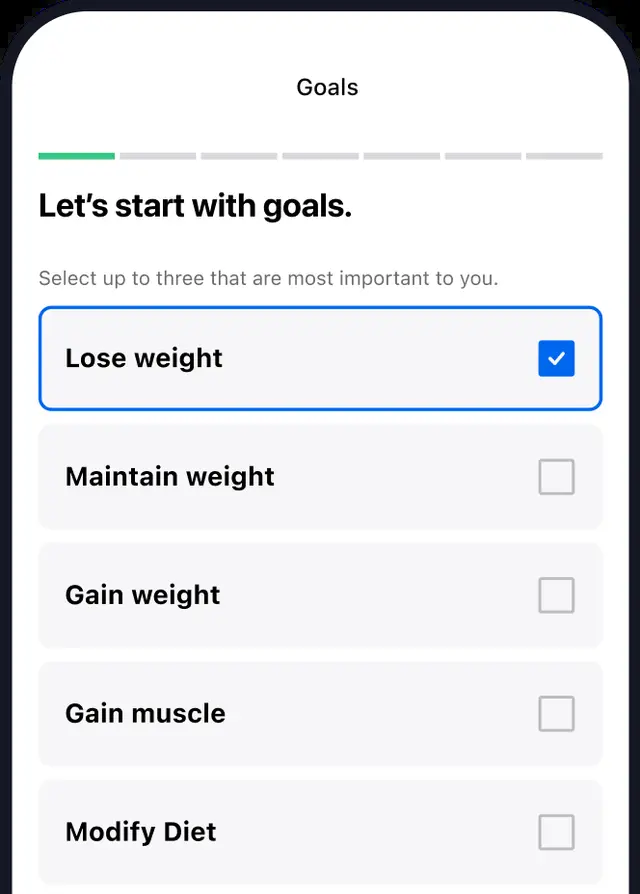 Goals
Let’s start with goals.
Select up to three that are most important to you.
Lose weight
Maintain weight
Gain weight
Gain muscle
Modify Diet